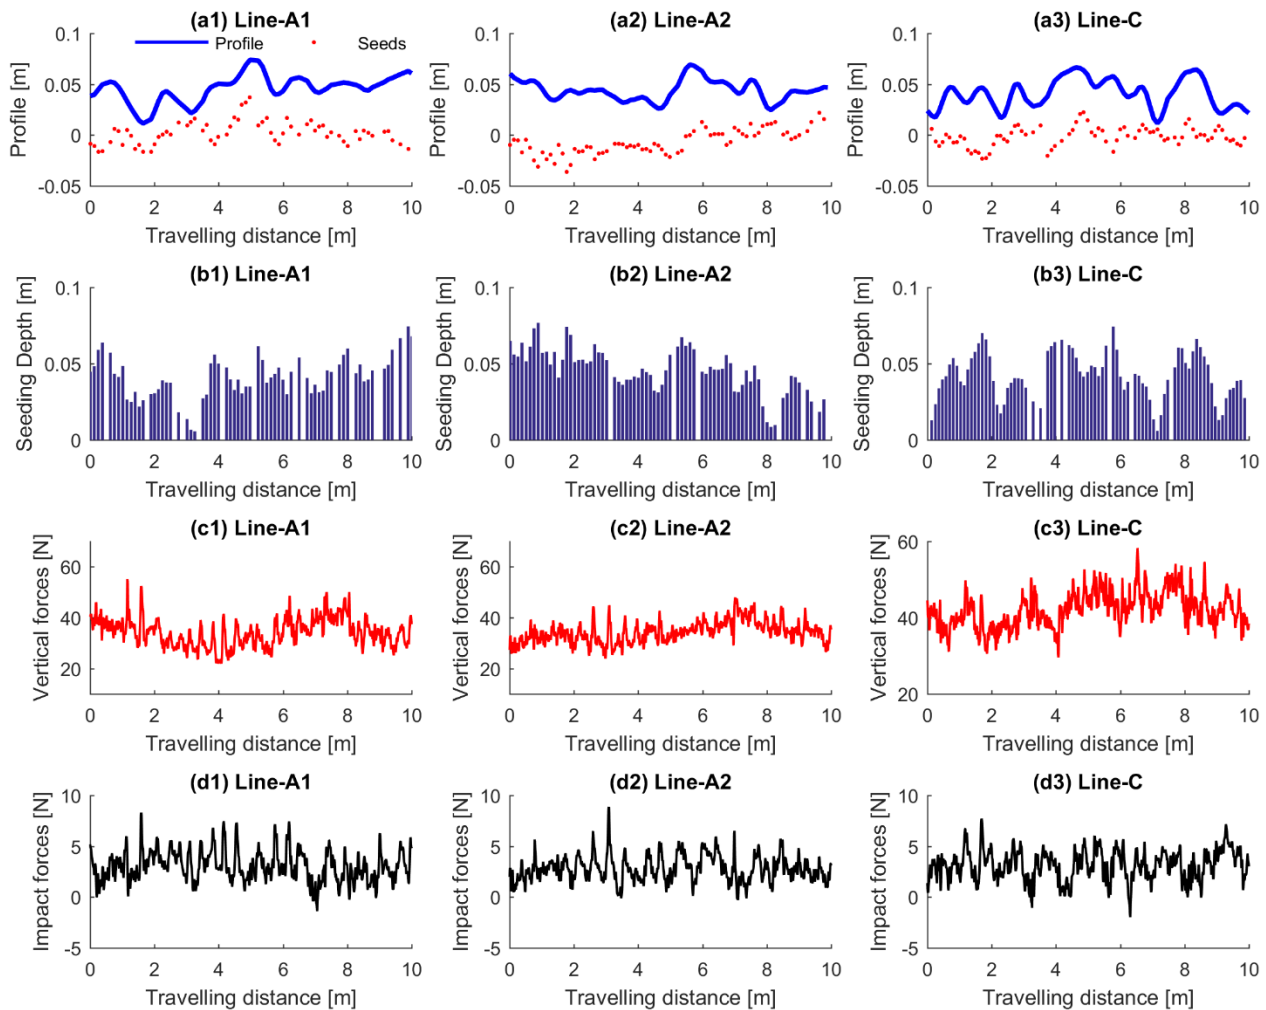 (a1) Line-A1
(a2) Line-A2
(a3) Line-C
Profile
Seeds
0.1
0.05
0
-0.05
Profile [m]
0 2 4 6 8 10
Travelling distance [m]
0.1
0.05
0
-0.05
Profile [m]
0 2 4 6 8 10
Travelling distance [m]
0.1
0.05
0
-0.05
Profile [m]
0 2 4 6 8 10
Travelling distance [m]
(b1) Line-A1
(b2) Line-A2
(b3) Line-C
0.1
0.05
0
Seeding Depth [m]
0 2 4 6 8 10
Travelling distance [m]
0.1
0.05
0
Seeding Depth [m]
0 2 4 6 8 10
Travelling distance [m]
0.1
0.05
0
Seeding Depth [m]
0 2 4 6 8 10
Travelling distance [m]
(c1) Line-A1
(c2) Line-A2
(c3) Line-C
60
40
20
Vertical forces [N]
0 2 4 6 8 10
Travelling distance [m]
60
40
20
Vertical forces [N]
0 2 4 6 8 10
Travelling distance [m]
60
40
20
Vertical forces [N]
0 2 4 6 8 10
Travelling distance [m]
(d1) Line-A1
(d2) Line-A2
(d3) Line-C
10
5
0
-5
Impact forces [N]
0 2 4 6 8 10
Travelling distance [m]
10
5
0
-5
Impact forces [N]
0 2 4 6 8 10
Travelling distance [m]
10
5
0
-5
Impact forces [N]
0 2 4 6 8 10
Travelling distance [m]